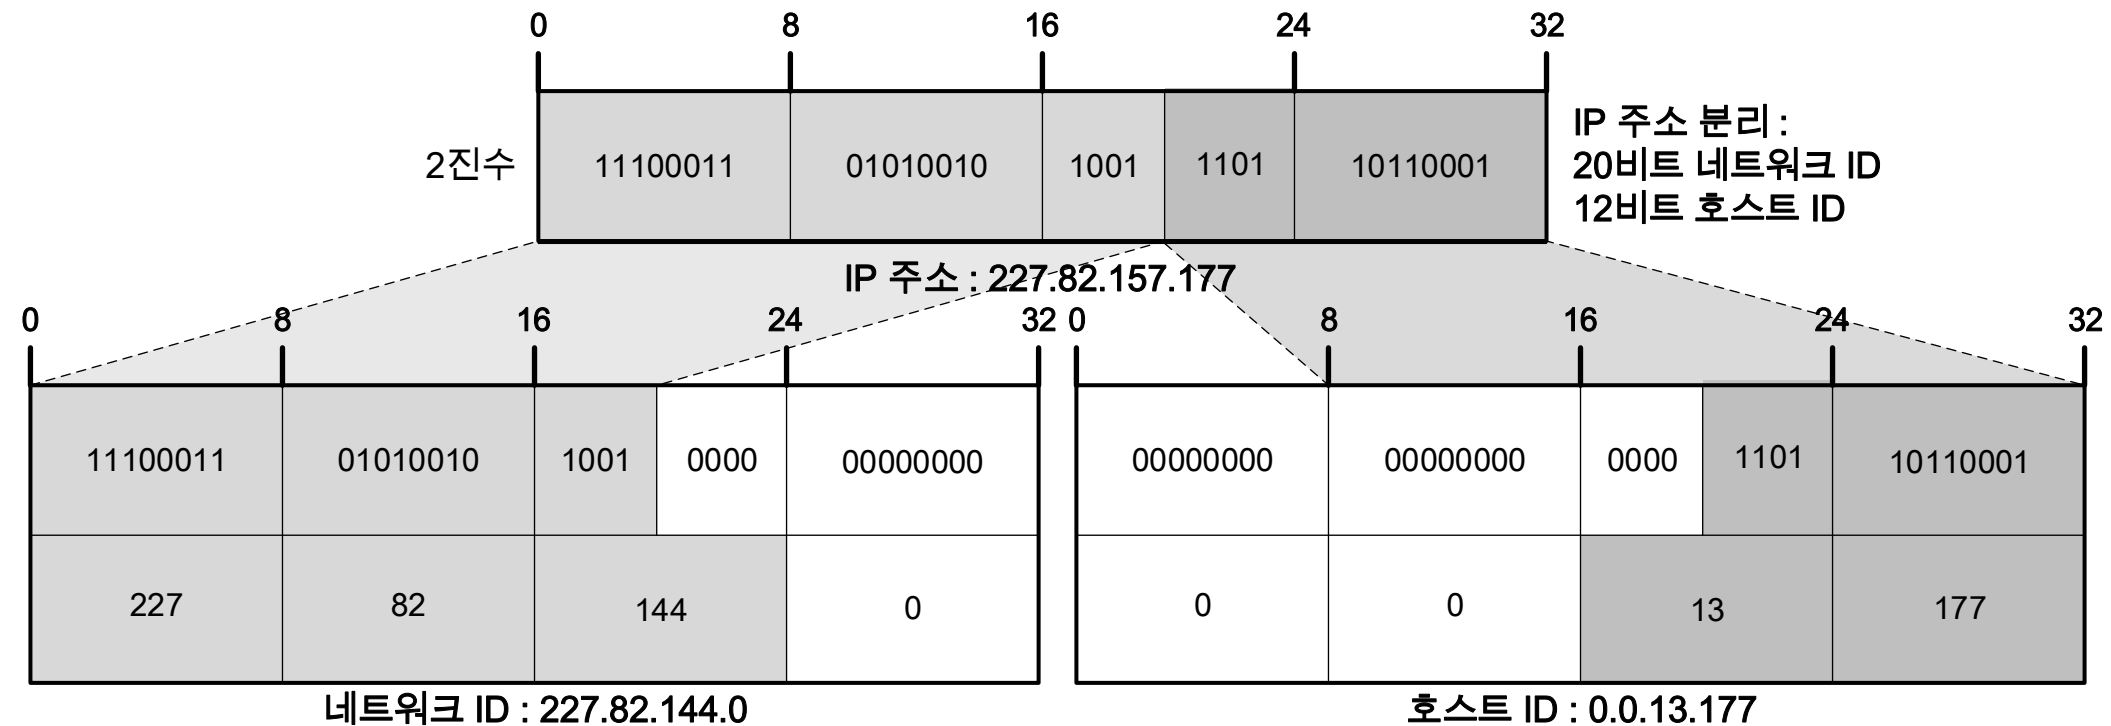 0 8 16 24 32
2진수 11100011 01010010 1001 1101 10110001
IP 주소 분리 :
20비트 네트워크 ID
12비트 호스트 ID
IP 주소 : 227.82.157.177
0 8 16 24 32 0 8 16 24 32
11100011 01010010 1001 0000 00000000 00000000 00000000 0000 1101 10110001
227 82 144 0 0 0 13 177
네트워크 ID : 227.82.144.0 호스트 ID : 0.0.13.177